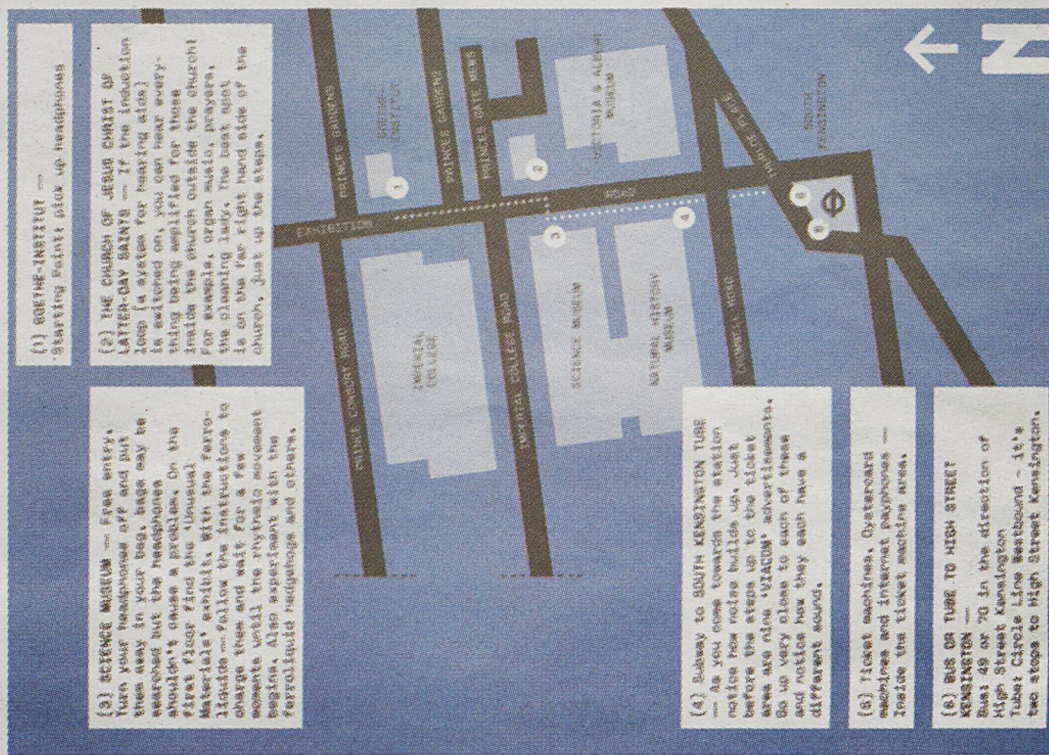 (1) GOETHE-INSTITUT —
Starting Point: pick up headphones
(2) THE CHURCH OF JESUS CHRIST OF
LATTER-DAY SAINTS — If the induction
loop (a system for hearing aids)
is switched on, you can hear every-
thing being amplified for those
inside the church outside the church!
For example, organ music, prayers,
the cleaning lady. The best spot
is on the far right hand side of the
church, just up the steps.
(3) SCIENCE MUSEUM — Free entry.
Turn your headphones off and put
them away in your bag, bags may be
searched but the headphones
shouldn't cause a problem. On the
first floor find the 'Unusual
Materials' exhibit. With the ferro-
liquids — follow the instructions to
charge them and wait for a few
moments until the rhythmic movement
begins. Also experiment with the
ferroliquid hedgehogs and others.
(4) Subway to SOUTH KENSINGTON TUBE
— As you come towards the station
notice how noise builds up. Just
before the steps up to the ticket
area are nine 'VIACOM' advertisements.
Go up very close to each of these
and notice how they each have a
different sound.
(5) Ticket machines, Oystercard
machines and internet payphones —
Inside the ticket machine area.
(6) BUS OR TUBE TO HIGH STREET
KENSINGTON —
Bus: 49 or 70 in the direction of
High Street Kensington
Tube: Circle Line Westbound – it's
two stops to High Street Kensington.
PRINCES GARDENS
GOETHE-
INSTITUT
PRINCES GARDENS
PRINCES GATE MEWS
VICTORIA & ALBERT
MUSEUM
THURLOE PLACE
SOUTH
KENSINGTON
N
1
2
3
4
5
6
EXHIBITION
ROAD
PRINCE CONSORT ROAD
IMPERIAL
COLLEGE
IMPERIAL COLLEGE ROAD
SCIENCE MUSEUM
NATURAL HISTORY
MUSEUM
CROMWELL ROAD